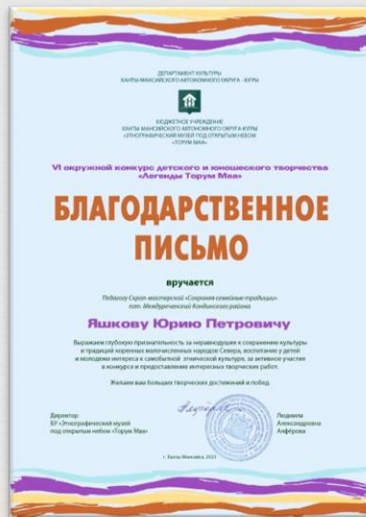 ДЕПАРТАМЕНТ КУЛЬТУРЫ
ХАНТЫ-МАНСИЙСКОГО АВТОНОМНОГО ОКРУГА - ЮГРЫ
БЮДЖЕТНОЕ УЧРЕЖДЕНИЕ
ХАНТЫ-МАНСИЙСКОГО АВТОНОМНОГО ОКРУГА-ЮГРЫ
«ЭТНОГРАФИЧЕСКИЙ МУЗЕЙ ПОД ОТКРЫТЫМ НЕБОМ
«ТОРУМ МАА»
VI окружной конкурс детского и юношеского творчества
«Легенды Торум Маа»
БЛАГОДАРСТВЕННОЕ
ПИСЬМО
вручается
Педагогу Скрап-мастерской «Сохраняя семейные традиции»
пгт. Междуреченский Кондинского района
Яшкову Юрию Петровичу
Выражаем глубокую признательность за неравнодушие к сохранению культуры
и традиций коренных малочисленных народов Севера, воспитание у детей
и молодежи интереса к самобытной этнической культуре, за активное участие
в конкурсе и предоставление интересных творческих работ.
Желаем вам больших творческих достижений и побед.
Директор
БУ «Этнографический музей
под открытым небом «Торум Маа»
Людмила
Александровна
Алфёрова
г. Ханты-Мансийск, 2021